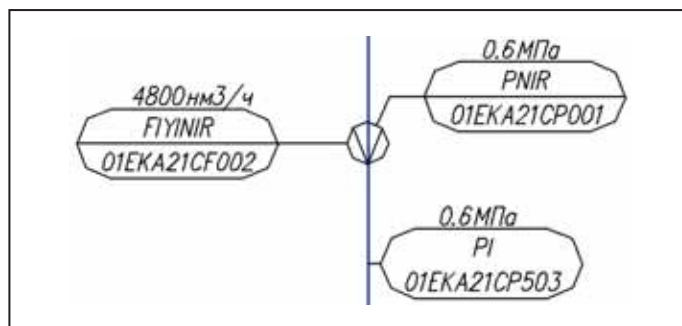 0.6МПа
PNIR
01EKA21CP001
4800нм3/ч
FIYINIR
01EKA21CF002
0.6МПа
PI
01EKA21CP503